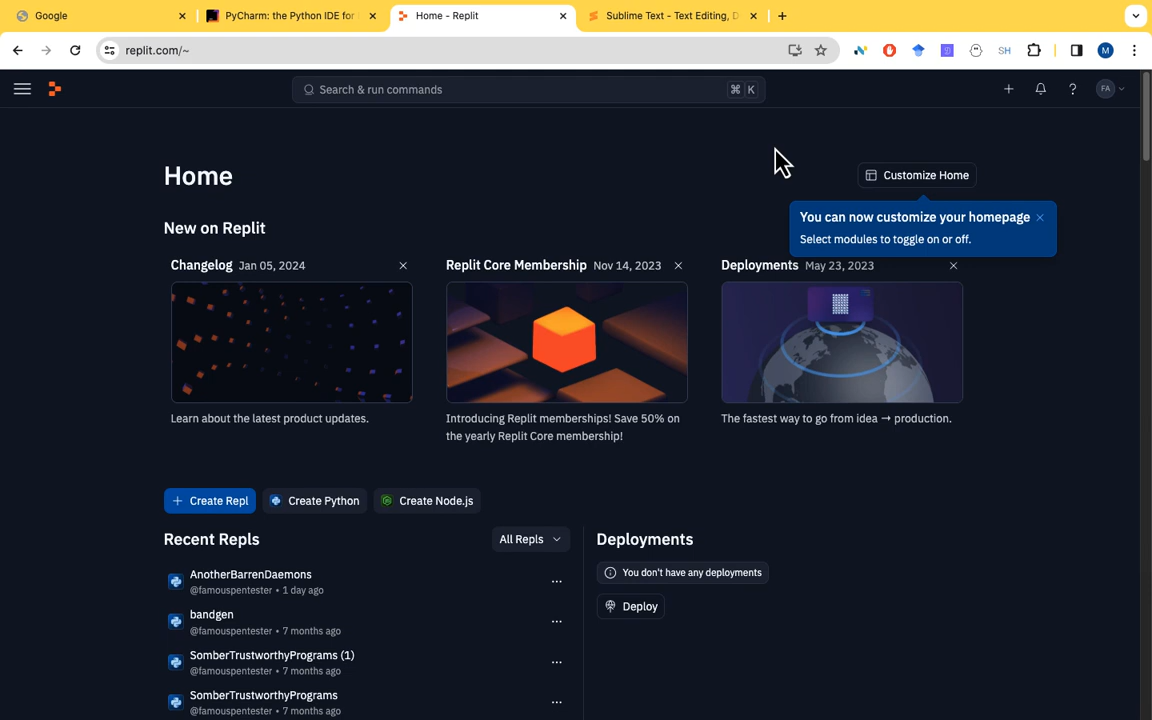 Google
PyCharm: the Python IDE for
Home - Replit
Sublime Text - Text Editing, D
replit.com/~
SH
M
Search & run commands
⌘ K
FA
Home
Customize Home
You can now customize your homepage
Select modules to toggle on or off.
New on Replit
Changelog Jan 05, 2024
Replit Core Membership Nov 14, 2023
Deployments May 23, 2023
Learn about the latest product updates.
Introducing Replit memberships! Save 50% on
the yearly Replit Core membership!
The fastest way to go from idea → production.
+ Create Repl
Create Python
Create Node.js
Recent Repls
All Repls
Deployments
You don't have any deployments
Deploy
AnotherBarrenDaemons
@famouspentester • 1 day ago
bandgen
@famouspentester • 7 months ago
SomberTrustworthyPrograms (1)
@famouspentester • 7 months ago
SomberTrustworthyPrograms
@famouspentester • 7 months ago